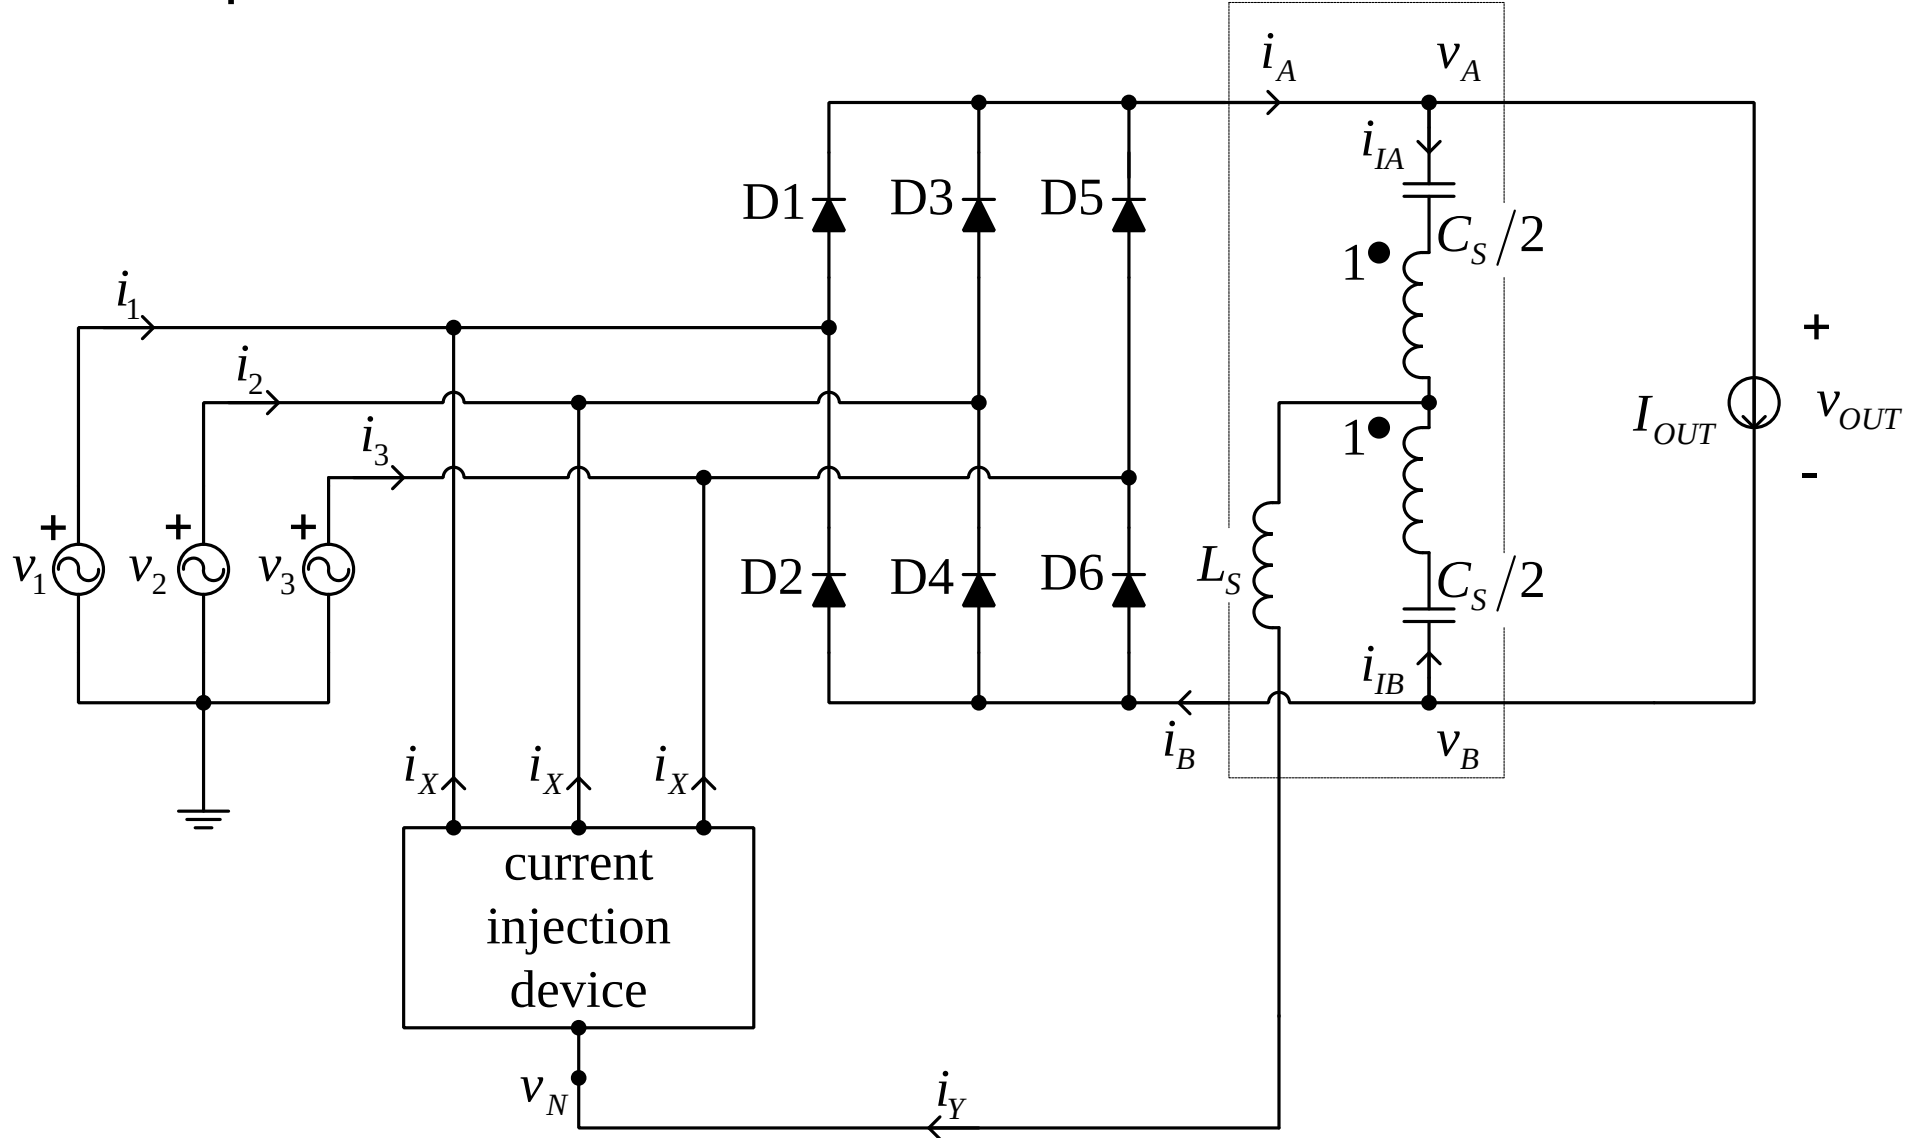 i_A
v_A
i_IA
D1
D3
D5
C_S/2
1
i_1
i_2
i_3
+
I_OUT
v_OUT
-
1
+
+
+
v_1
v_2
v_3
D2
D4
D6
L_S
C_S/2
i_IB
i_B
v_B
i_X
i_X
i_X
current
injection
device
v_N
i_Y